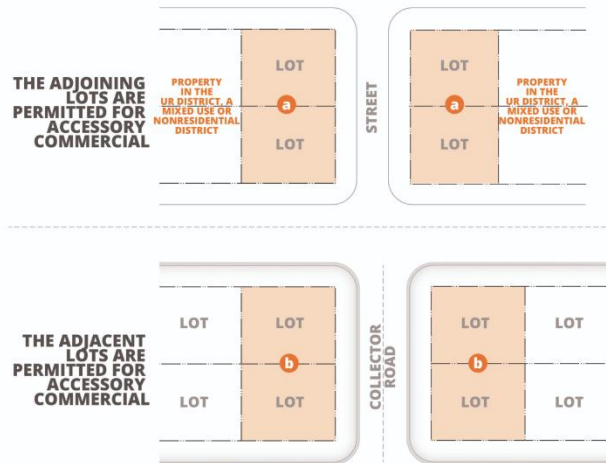 THE ADJOINING
LOTS ARE
PERMITTED FOR
ACCESSORY
COMMERCIAL
PROPERTY
IN THE
UR DISTRICT, A
MIXED USE OR
NONRESIDENTIAL
DISTRICT
LOT
a
LOT
STREET
LOT
a
LOT
PROPERTY
IN THE
UR DISTRICT, A
MIXED USE OR
NONRESIDENTIAL
DISTRICT
THE ADJACENT
LOTS ARE
PERMITTED FOR
ACCESSORY
COMMERCIAL
LOT
LOT
b
LOT
LOT
COLLECTOR
ROAD
LOT
LOT
b
LOT
LOT